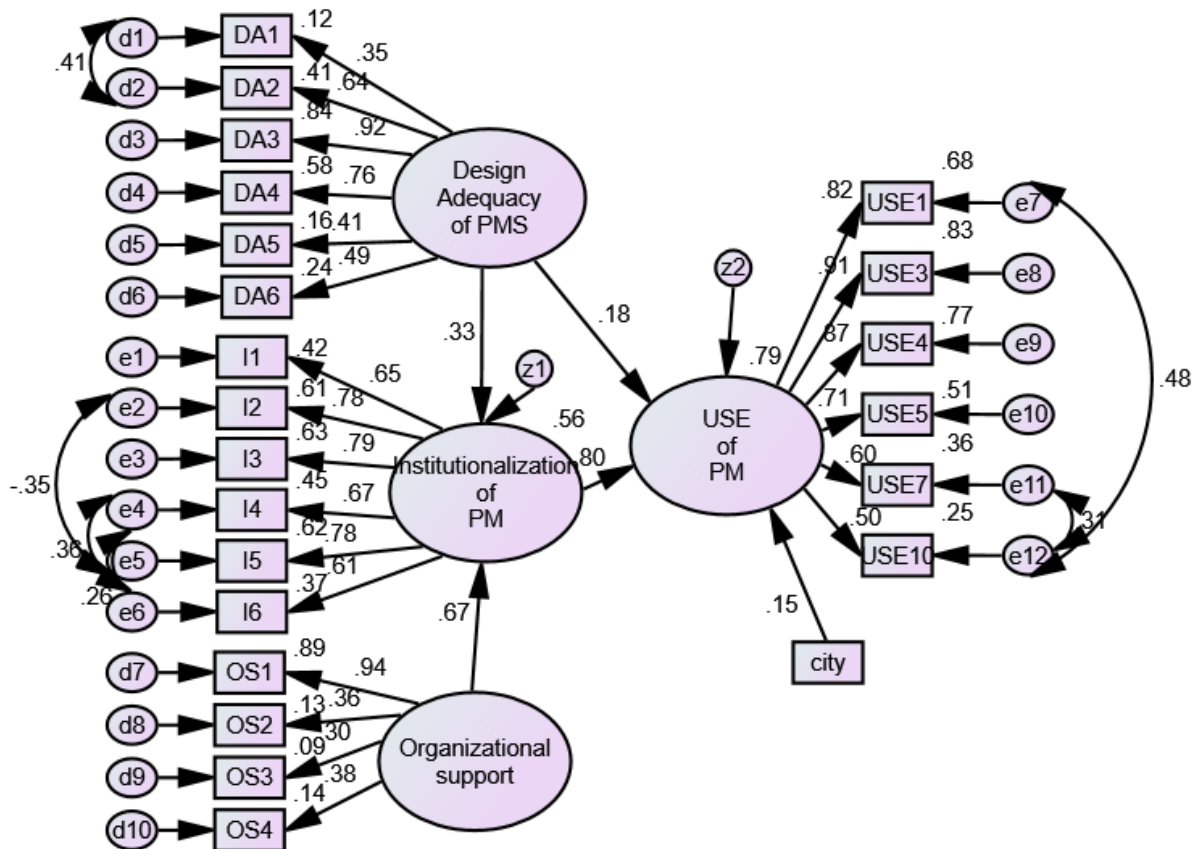 d1
DA1
.12
.35
.41
d2
DA2
.41
.64
d3
DA3
.84
.92
d4
DA4
.58
.76
d5
DA5
.16
.41
d6
DA6
.24
.49
Design
Adequacy
of PMS
.33
.18
e1
I1
.42
.65
e2
I2
.61
.78
e3
I3
.63
.79
e4
I4
.45
.67
e5
I5
.62
.78
e6
I6
.37
.61
-.35
.36
.26
z1
.56
Institutionalization
of
PM
.80
.67
d7
OS1
.89
.94
d8
OS2
.13
.36
d9
OS3
.09
.30
d10
OS4
.14
.38
Organizational
support
z2
.79
USE
of
PM
.15
city
.82
USE1
.68
e7
.91
USE3
.83
e8
.87
USE4
.77
e9
.71
USE5
.51
e10
.60
USE7
.36
e11
.50
USE10
.25
e12
.31
.48